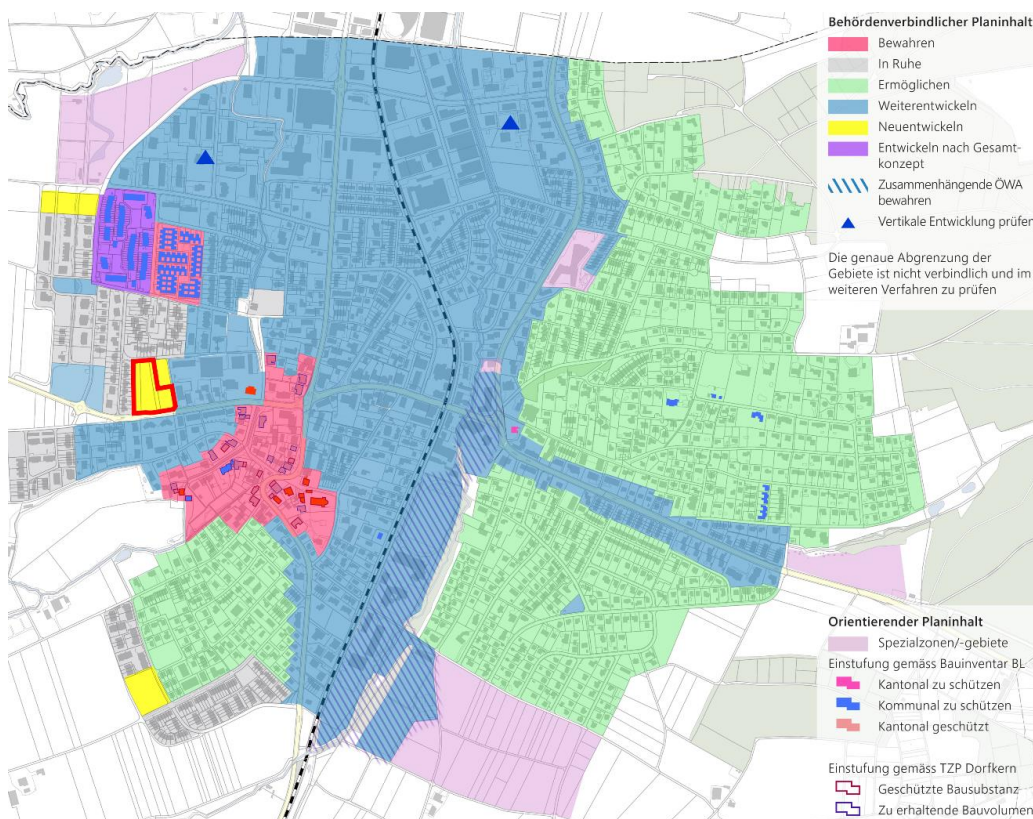 Behördenverbindlicher Planinhalt
Bewahren
In Ruhe
Ermöglichen
Weiterentwickeln
Neuentwickeln
Entwickeln nach Gesamt-
konzept
Zusammenhängende ÖWA
bewahren
Vertikale Entwicklung prüfen
Die genaue Abgrenzung der
Gebiete ist nicht verbindlich und im
weiteren Verfahren zu prüfen
Orientierender Planinhalt
Spezialzonen/-gebiete
Einstufung gemäss Bauinventar BL
Kantonal zu schützen
Kommunal zu schützen
Kantonal geschützt
Einstufung gemäss TZP Dorfkern
Geschützte Bausubstanz
Zu erhaltende Bauvolumen